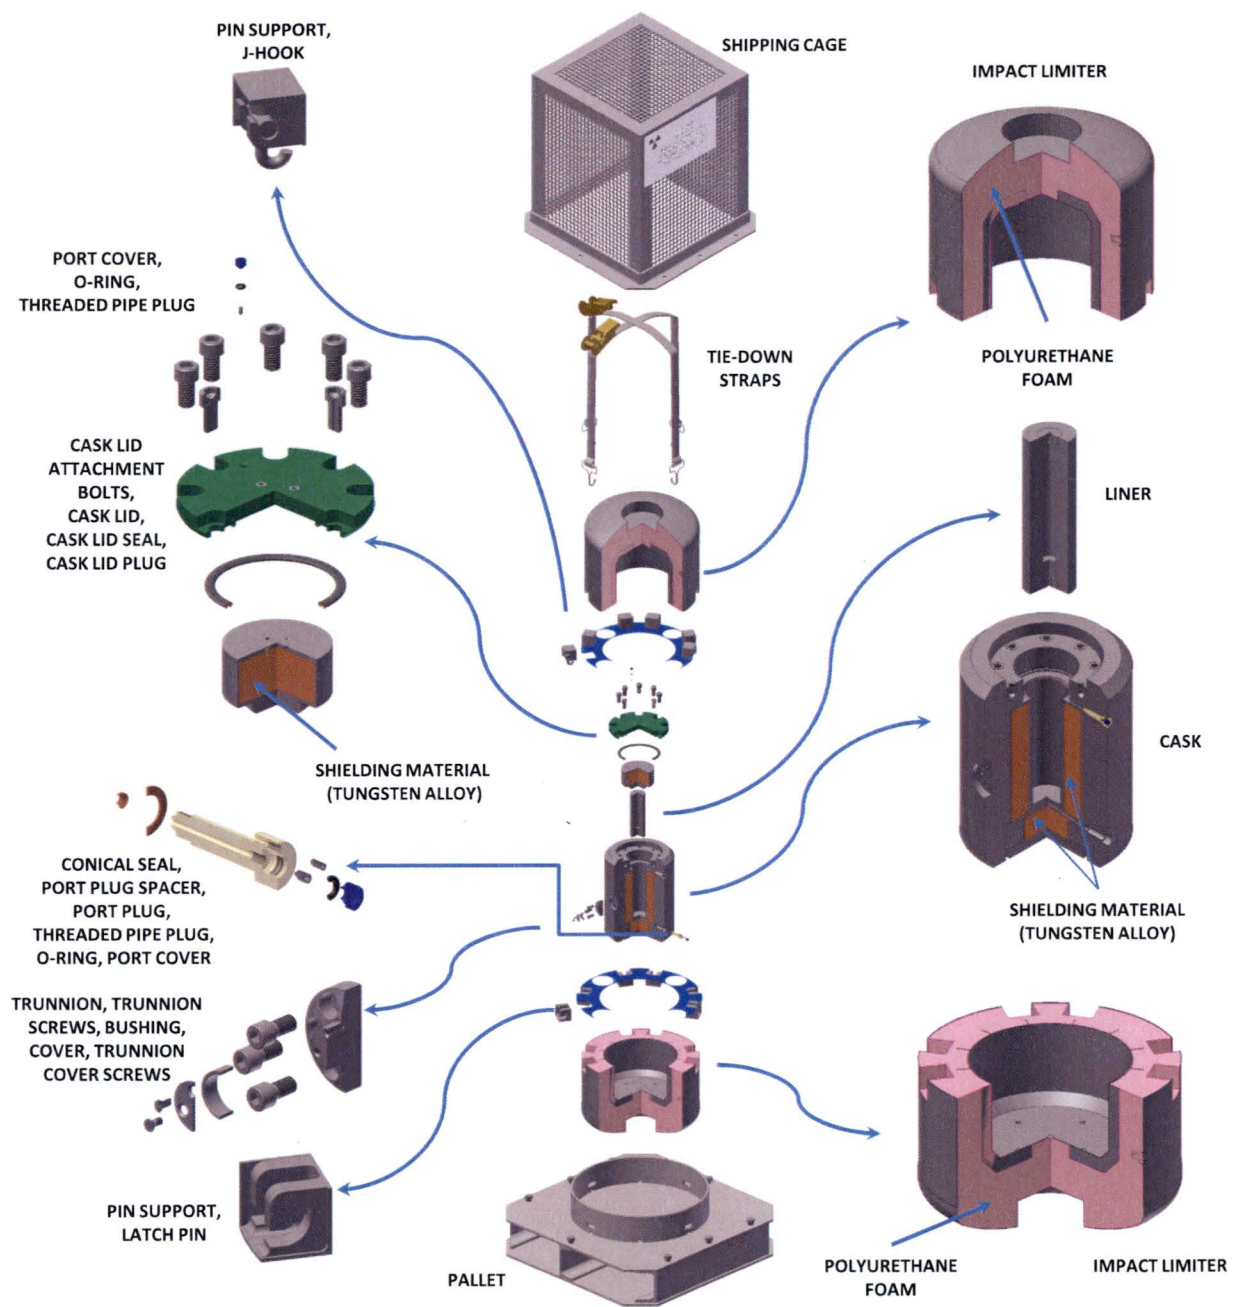 PIN SUPPORT,
J-HOOK
SHIPPING CAGE
IMPACT LIMITER
PORT COVER,
O-RING,
THREADED PIPE PLUG
TIE-DOWN
STRAPS
POLYURETHANE
FOAM
CASK LID
ATTACHMENT
BOLTS,
CASK LID,
CASK LID SEAL,
CASK LID PLUG
LINER
CASK
SHIELDING MATERIAL
(TUNGSTEN ALLOY)
CONICAL SEAL,
PORT PLUG SPACER,
PORT PLUG,
THREADED PIPE PLUG,
O-RING, PORT COVER
SHIELDING MATERIAL
(TUNGSTEN ALLOY)
TRUNNION, TRUNNION
SCREWS, BUSHING,
COVER, TRUNNION
COVER SCREWS
PIN SUPPORT,
LATCH PIN
PALLET
POLYURETHANE
FOAM
IMPACT LIMITER